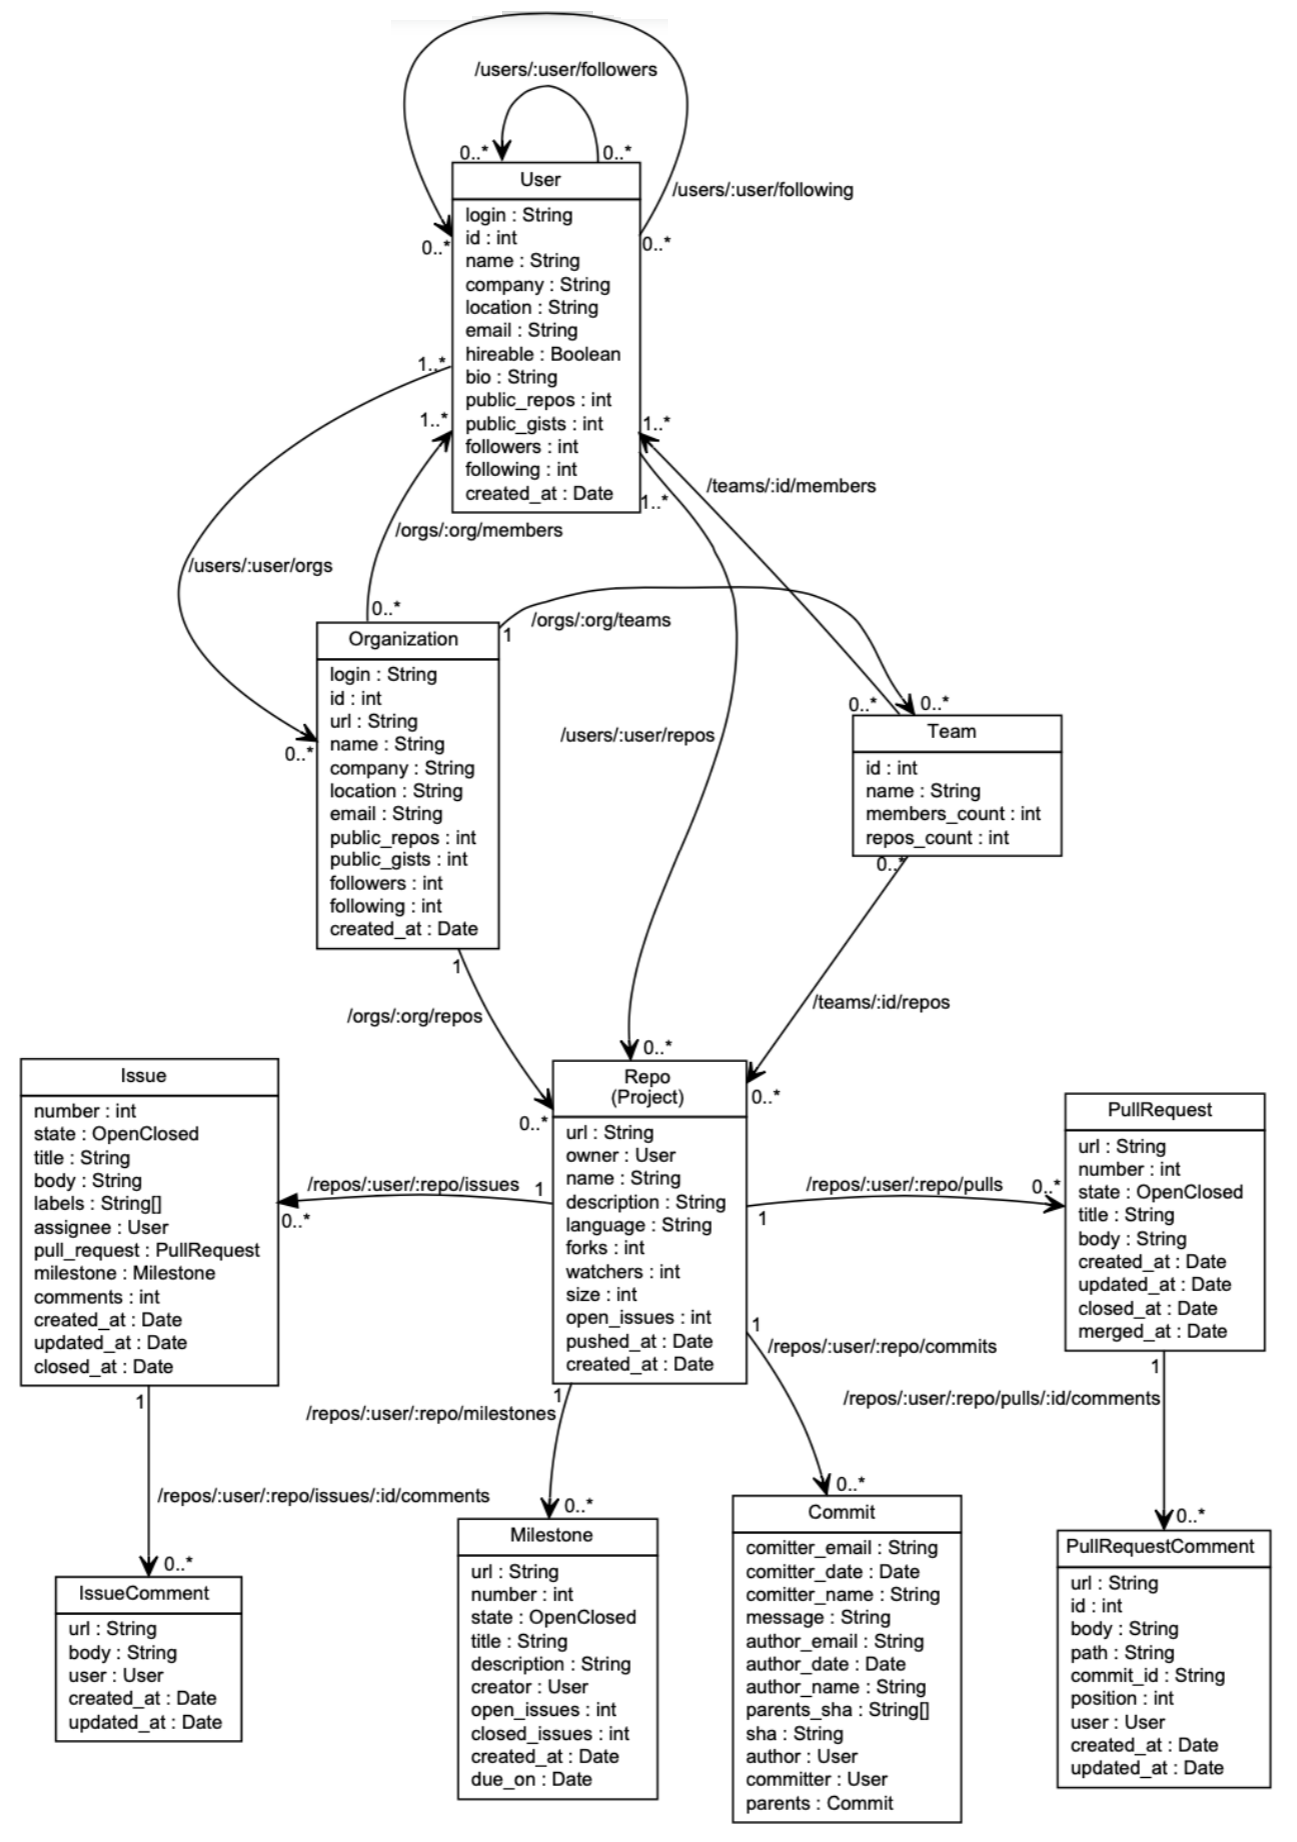 /users/:user/followers
0..*
0..*
User
/users/:user/following
login : String
id : int
0..*
0..*
name : String
company : String
location : String
email : String
hireable : Boolean
1..*
bio : String
public_repos : int
1..*
public_gists : int
1..*
followers : int
following : int
/teams/:id/members
created_at : Date
1..*
/orgs/:org/members
/users/:user/orgs
0..*
/orgs/:org/teams
1
Organization
login : String
id : int
url : String
name : String
0..*
company : String
location : String
email : String
public_repos : int
public_gists : int
followers : int
following : int
created_at : Date
/users/:user/repos
0..*
0..*
Team
id : int
name : String
members_count : int
repos_count : int
0..*
1
/orgs/:org/repos
/teams/:id/repos
0..*
0..*
0..*
Repo
(Project)
url : String
owner : User
name : String
description : String
language : String
forks : int
watchers : int
size : int
open_issues : int
pushed_at : Date
created_at : Date
Issue
number : int
state : OpenClosed
title : String
body : String
labels : String[]
assignee : User
pull_request : PullRequest
milestone : Milestone
comments : int
created_at : Date
updated_at : Date
closed_at : Date
/repos/:user/:repo/issues
1
0..*
/repos/:user/:repo/pulls
0..*
1
PullRequest
url : String
number : int
state : OpenClosed
title : String
body : String
created_at : Date
updated_at : Date
closed_at : Date
merged_at : Date
1
/repos/:user/:repo/commits
1
/repos/:user/:repo/pulls/:id/comments
1
1
/repos/:user/:repo/milestones
/repos/:user/:repo/issues/:id/comments
0..*
0..*
0..*
0..*
IssueComment
url : String
body : String
user : User
created_at : Date
updated_at : Date
Milestone
url : String
number : int
state : OpenClosed
title : String
description : String
creator : User
open_issues : int
closed_issues : int
created_at : Date
due_on : Date
Commit
comitter_email : String
comitter_date : Date
comitter_name : String
message : String
author_email : String
author_date : Date
author_name : String
parents_sha : String[]
sha : String
author : User
committer : User
parents : Commit
PullRequestComment
url : String
id : int
body : String
path : String
commit_id : String
position : int
user : User
created_at : Date
updated_at : Date